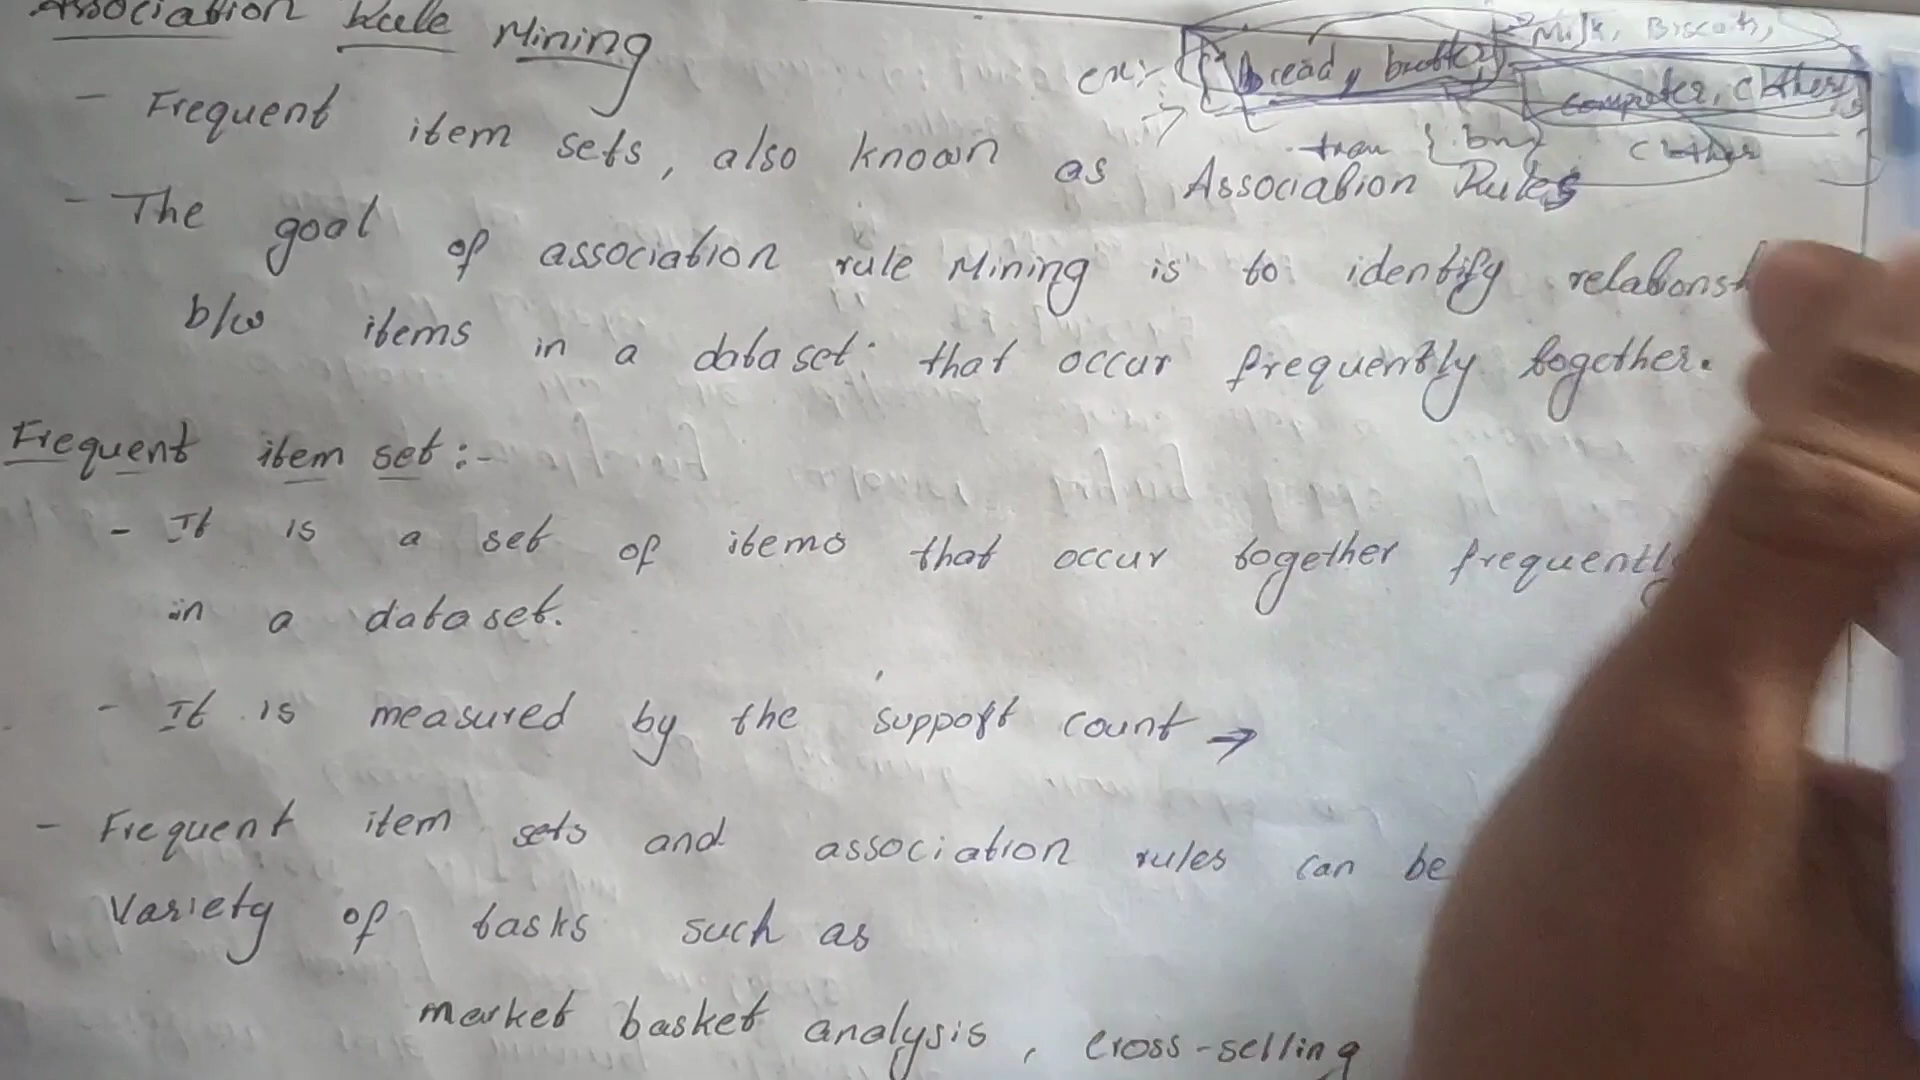 Association Rule Mining
ex:- {bread, butter} Milk, Biscuits,
computer, clothes
- Frequent item sets, also known as Association Rules
- The goal of association rule Mining is to identify
b/w items in a dataset that occur frequently together.
Frequent item set :-
- It is a set of items that occur together frequently
in a dataset.
- It is measured by the support count →
- Frequent item sets and association rules can be
variety of tasks such as
market basket analysis, cross-selling